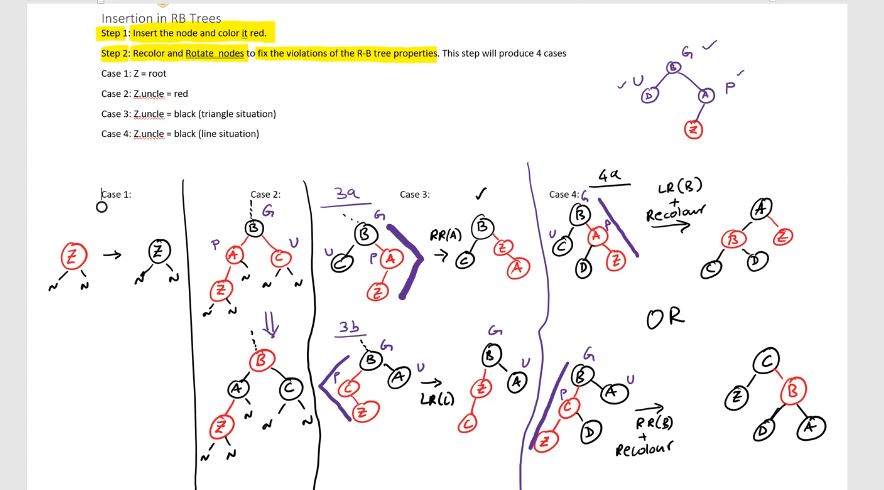 Insertion in RB Trees
Step 1: Insert the node and color it red.
Step 2: Recolor and Rotate nodes to fix the violations of the R-B tree properties. This step will produce 4 cases
Case 1: Z = root
Case 2: Z.uncle = red
Case 3: Z.uncle = black (triangle situation)
Case 4: Z.uncle = black (line situation)
G
B
U
D
A
P
Z
Case 1:
Z
N N
Z
N N
Case 2:
G
B
P
A
U
C
N
N N
Z
N N
B
A
C
N
N N
Z
N N
3a
Case 3:
G
B
U
C
P
A
Z
RR(A)
B
C
Z
A
3b
G
B
P
C
U
A
Z
LR(C)
G
B
U
Z
A
C
4a
Case 4:
G
B
U
C
P
A
D
Z
LR(B)
+
Recolour
A
B
Z
C
D
OR
G
B
P
C
U
A
Z
D
RR(B)
+
Recolour
C
Z
B
D
A